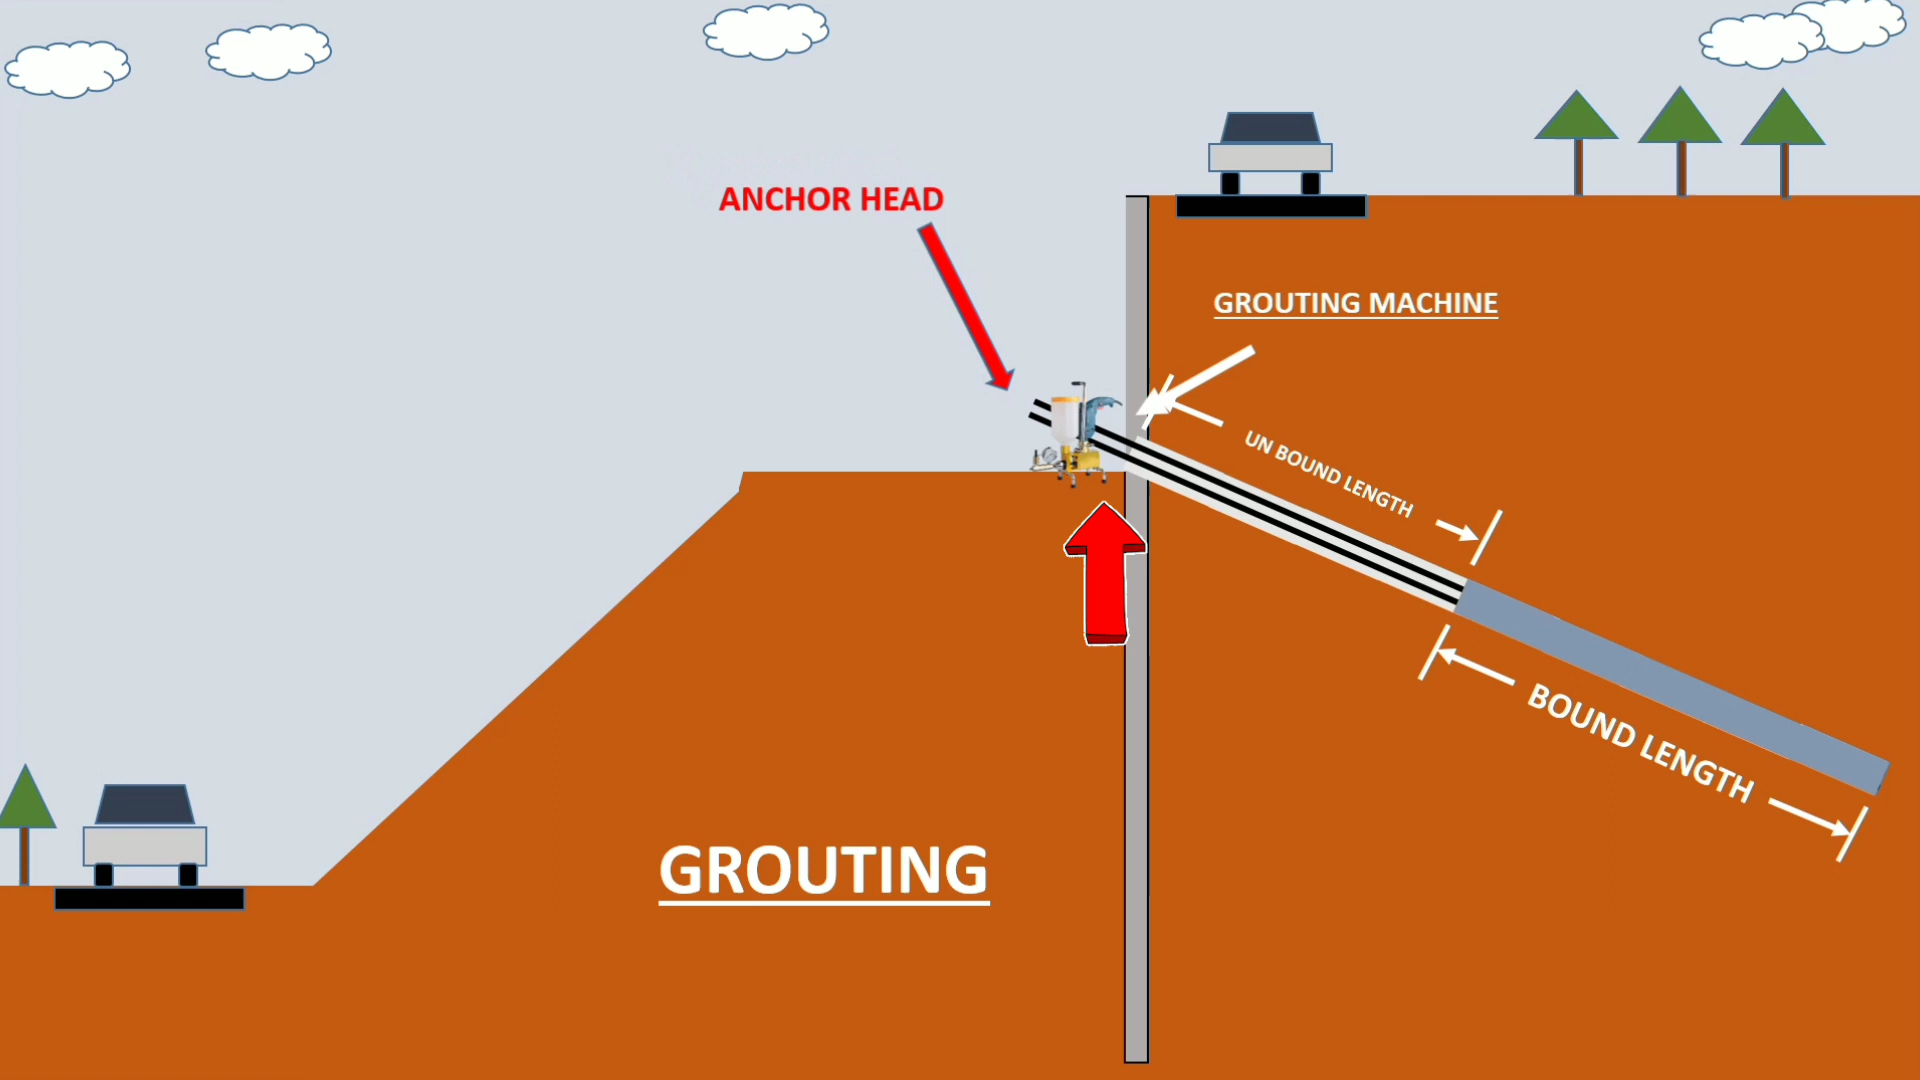 ANCHOR HEAD
GROUTING MACHINE
UN BOUND LENGTH
BOUND LENGTH
GROUTING